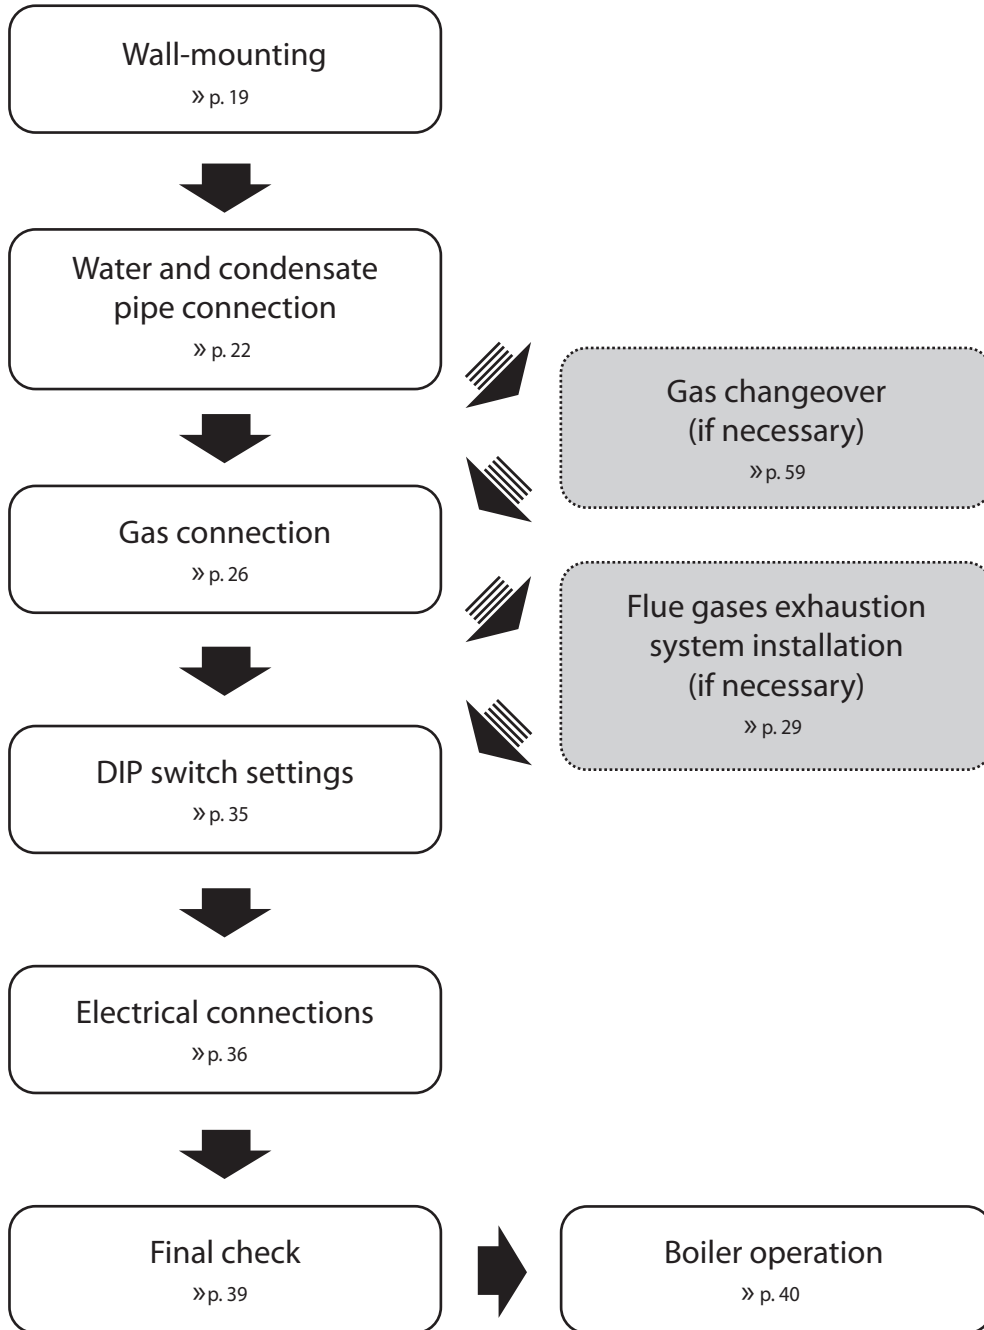 Wall-mounting
» p. 19
Water and condensate
pipe connection
» p. 22
Gas changeover
(if necessary)
» p. 59
Gas connection
» p. 26
Flue gases exhaustion
system installation
(if necessary)
» p. 29
DIP switch settings
» p. 35
Electrical connections
» p. 36
Final check
» p. 39
Boiler operation
» p. 40